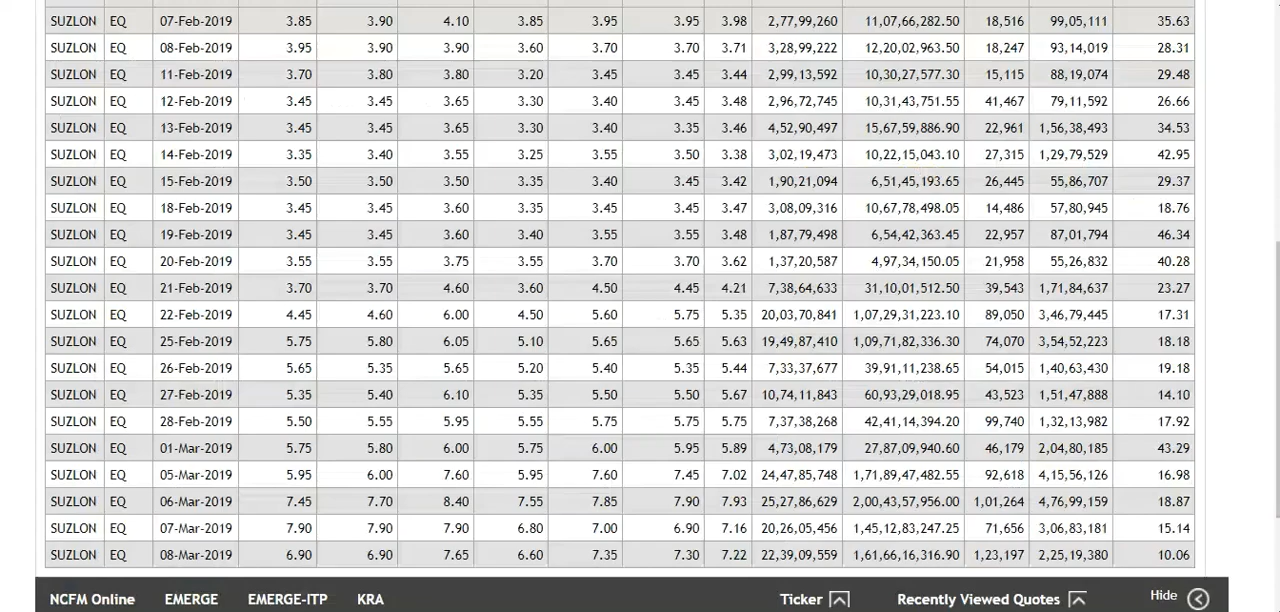 SUZLON EQ 07-Feb-2019 3.85 3.90 4.10 3.85 3.95 3.95 3.98 2,77,99,260 11,07,66,282.50 18,516 99,05,111 35.63
SUZLON EQ 08-Feb-2019 3.95 3.90 3.90 3.60 3.70 3.70 3.71 3,28,99,222 12,20,02,963.50 18,247 93,14,019 28.31
SUZLON EQ 11-Feb-2019 3.70 3.80 3.80 3.20 3.45 3.45 3.44 2,99,13,592 10,30,27,577.30 15,115 88,19,074 29.48
SUZLON EQ 12-Feb-2019 3.45 3.45 3.65 3.30 3.40 3.45 3.48 2,96,72,745 10,31,43,751.55 41,467 79,11,592 26.66
SUZLON EQ 13-Feb-2019 3.45 3.45 3.65 3.30 3.40 3.35 3.46 4,52,90,497 15,67,59,886.90 22,961 1,56,38,493 34.53
SUZLON EQ 14-Feb-2019 3.35 3.40 3.55 3.25 3.55 3.50 3.38 3,02,19,473 10,22,15,043.10 27,315 1,29,79,529 42.95
SUZLON EQ 15-Feb-2019 3.50 3.50 3.50 3.35 3.40 3.45 3.42 1,90,21,094 6,51,45,193.65 26,445 55,86,707 29.37
SUZLON EQ 18-Feb-2019 3.45 3.45 3.60 3.35 3.45 3.45 3.47 3,08,09,316 10,67,78,498.05 14,486 57,80,945 18.76
SUZLON EQ 19-Feb-2019 3.45 3.45 3.60 3.40 3.55 3.55 3.48 1,87,79,498 6,54,42,363.45 22,957 87,01,794 46.34
SUZLON EQ 20-Feb-2019 3.55 3.55 3.75 3.55 3.70 3.70 3.62 1,37,20,587 4,97,34,150.05 21,958 55,26,832 40.28
SUZLON EQ 21-Feb-2019 3.70 3.70 4.60 3.60 4.50 4.45 4.21 7,38,64,633 31,10,01,512.50 39,543 1,71,84,637 23.27
SUZLON EQ 22-Feb-2019 4.45 4.60 6.00 4.50 5.60 5.75 5.35 20,03,70,841 1,07,29,31,223.10 89,050 3,46,79,445 17.31
SUZLON EQ 25-Feb-2019 5.75 5.80 6.05 5.10 5.65 5.65 5.63 19,49,87,410 1,09,71,82,336.30 74,070 3,54,52,223 18.18
SUZLON EQ 26-Feb-2019 5.65 5.35 5.65 5.20 5.40 5.35 5.44 7,33,37,677 39,91,11,238.65 54,015 1,40,63,430 19.18
SUZLON EQ 27-Feb-2019 5.35 5.40 6.10 5.35 5.50 5.50 5.67 10,74,11,843 60,93,29,018.95 43,523 1,51,47,888 14.10
SUZLON EQ 28-Feb-2019 5.50 5.55 5.95 5.55 5.75 5.75 5.75 7,37,38,268 42,41,14,394.20 99,740 1,32,13,982 17.92
SUZLON EQ 01-Mar-2019 5.75 5.80 6.00 5.75 6.00 5.95 5.89 4,73,08,179 27,87,09,940.60 46,179 2,04,80,185 43.29
SUZLON EQ 05-Mar-2019 5.95 6.00 7.60 5.95 7.60 7.45 7.02 24,47,85,748 1,71,89,47,482.55 92,618 4,15,56,126 16.98
SUZLON EQ 06-Mar-2019 7.45 7.70 8.40 7.55 7.85 7.90 7.93 25,27,86,629 2,00,43,57,956.00 1,01,264 4,76,99,159 18.87
SUZLON EQ 07-Mar-2019 7.90 7.90 7.90 6.80 7.00 6.90 7.16 20,26,05,456 1,45,12,83,247.25 71,656 3,06,83,181 15.14
SUZLON EQ 08-Mar-2019 6.90 6.90 7.65 6.60 7.35 7.30 7.22 22,39,09,559 1,61,66,16,316.90 1,23,197 2,25,19,380 10.06
NCFM Online EMERGE EMERGE-ITP KRA Ticker Recently Viewed Quotes Hide